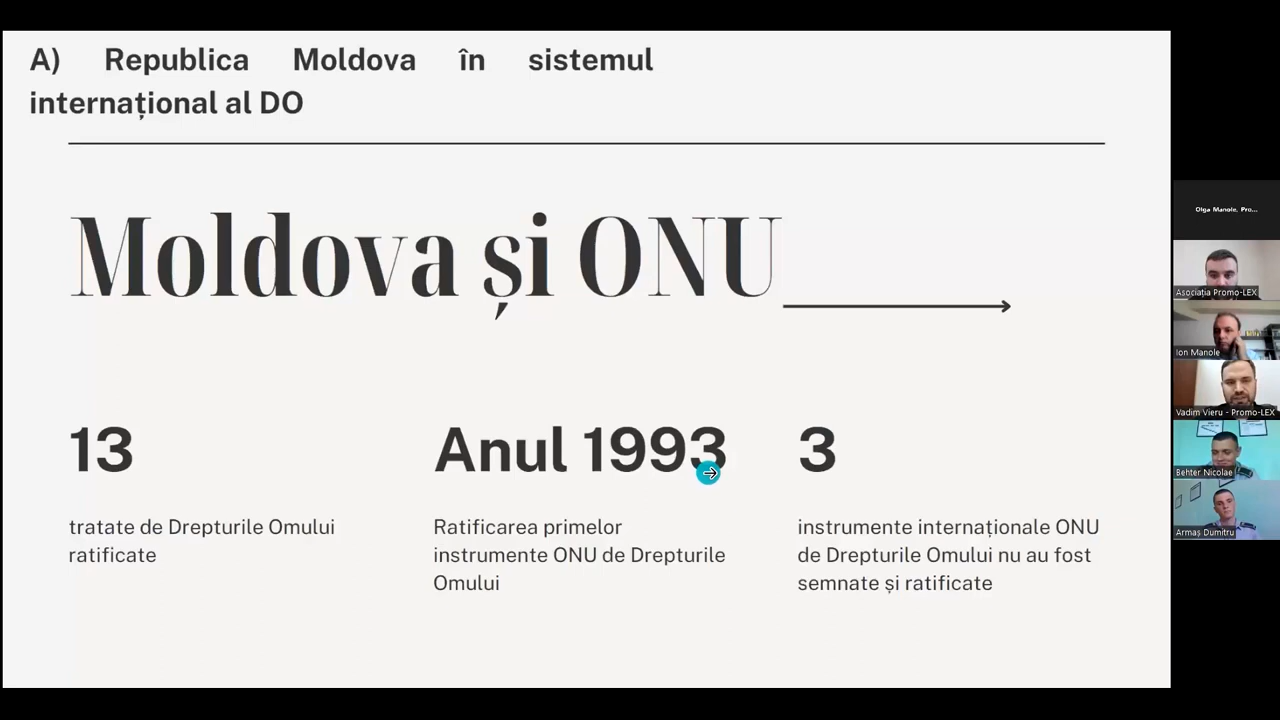 A) Republica Moldova în sistemul
internațional al DO
Moldova și ONU
13
tratate de Drepturile Omului
ratificate
Anul 1993
Ratificarea primelor
instrumente ONU de Drepturile
Omului
3
instrumente internaționale ONU
de Drepturile Omului nu au fost
semnate și ratificate
Olga Manole, Pro...
Asociația Promo-LEX
Ion Manole
Vadim Vieru - Promo-LEX
Behter Nicolae
Armaș Dumitru